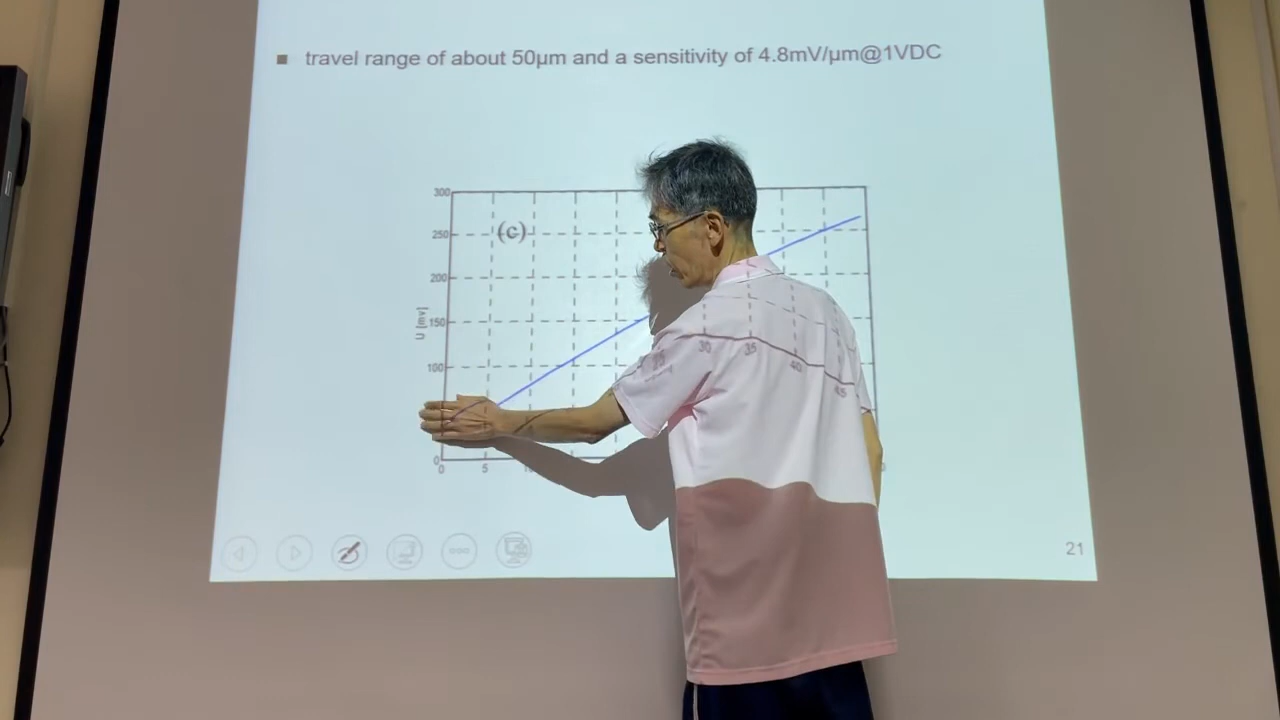 ■ travel range of about 50µm and a sensitivity of 4.8mV/µm@1VDC
300
(c)
250
200
150
U [mv]
100
30 35 40 45
0
0 5
21